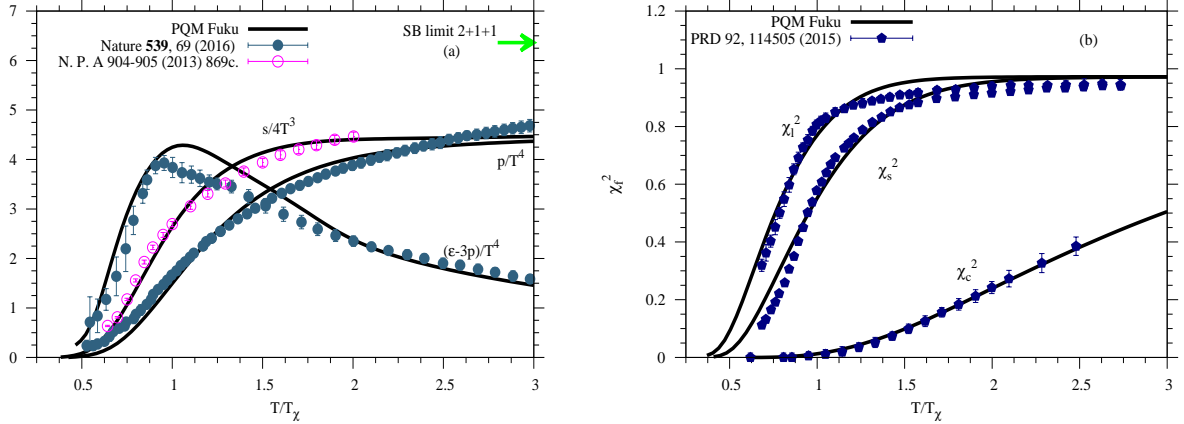 7
6
5
4
3
2
1
0
0.5
1
1.5
2
2.5
3
T/Tχ
PQM Fuku
Nature 539, 69 (2016)
N. P. A 904-905 (2013) 869c.
SB limit 2+1+1
(a)
s/4T³
p/T⁴
(ε-3p)/T⁴
1.2
1
0.8
0.6
0.4
0.2
0
χf²
0.5
1
1.5
2
2.5
3
T/Tχ
PQM Fuku
PRD 92, 114505 (2015)
(b)
χl²
χs²
χc²